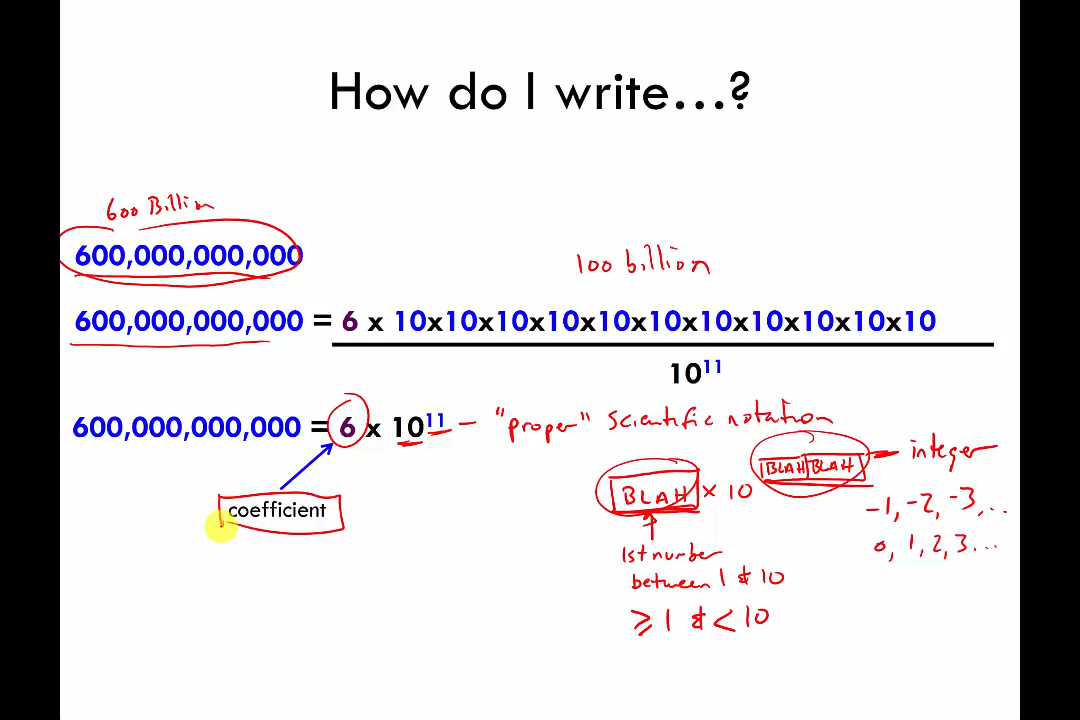 How do I write…?
600 Billion
600,000,000,000
100 billion
600,000,000,000 = 6 x 10x10x10x10x10x10x10x10x10x10x10
10¹¹
600,000,000,000 = 6 x 10¹¹ – "proper" scientific notation
BLAH BLAH – integer
BLAH × 10
-1, -2, -3, ...
0, 1, 2, 3 ...
coefficient
1st number
between 1 & 10
≥ 1 & < 10